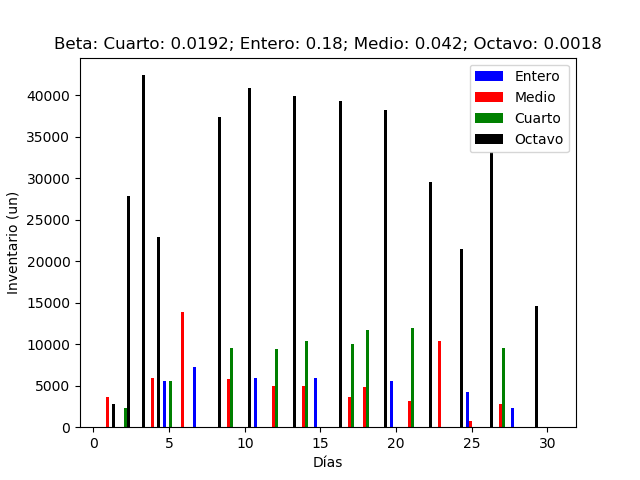 Beta: Cuarto: 0.0192; Entero: 0.18; Medio: 0.042; Octavo: 0.0018
Entero
Medio
Cuarto
Octavo
40000
35000
30000
25000
20000
15000
10000
5000
0
Inventario (un)
0 5 10 15 20 25 30
Días